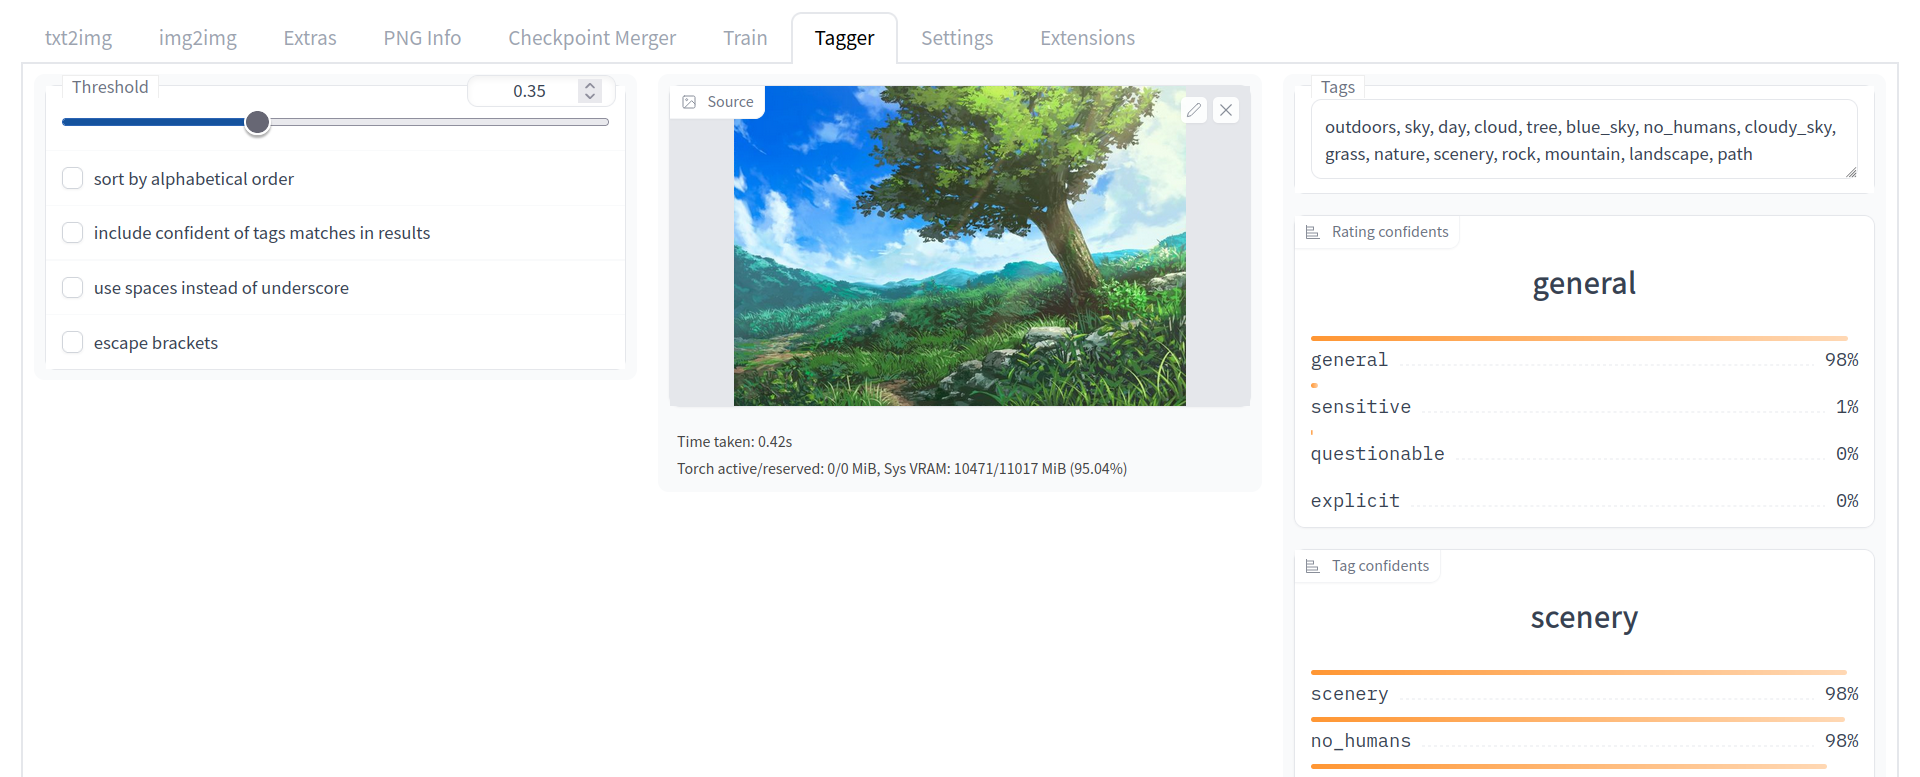 txt2img img2img Extras PNG Info Checkpoint Merger Train Tagger Settings Extensions
Threshold
0.35
sort by alphabetical order
include confident of tags matches in results
use spaces instead of underscore
escape brackets
Source
Time taken: 0.42s
Torch active/reserved: 0/0 MiB, Sys VRAM: 10471/11017 MiB (95.04%)
Tags
outdoors, sky, day, cloud, tree, blue_sky, no_humans, cloudy_sky,
grass, nature, scenery, rock, mountain, landscape, path
Rating confidents
general
general 98%
sensitive 1%
questionable 0%
explicit 0%
Tag confidents
scenery
scenery 98%
no_humans 98%